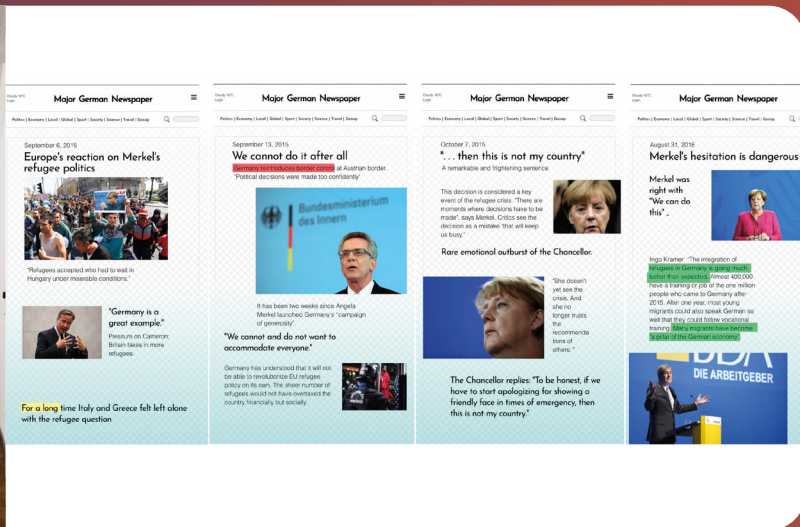 Cloudy 16°C
Login
Major German Newspaper
Politics | Economy | Local | Global | Sport | Society | Science | Travel | Gossip
September 6, 2015
Europe's reaction on Merkel's
refugee politics
"Refugees accepted who had to wait in
Hungary under miserable conditions."
"Germany is a
great example."
Pressure on Cameron:
Britain takes in more
refugees.
For a long time Italy and Greece felt left alone
with the refugee question
Cloudy 16°C
Login
Major German Newspaper
Politics | Economy | Local | Global | Sport | Society | Science | Travel | Gossip
September 13, 2015
We cannot do it after all
Germany reintroduces border control at Austrian border.
"Political decisions were made too confidently"
Bundesministerium
des Innern
It has been two weeks since Angela
Merkel launched Germany's "campaign
of generosity".
"We cannot and do not want to
accommodate everyone."
Germany has understood that it will not
be able to revolutionize EU refugee
policy on its own. The sheer number of
refugees would not have overtaxed the
country financially but socially.
Cloudy 16°C
Login
Major German Newspaper
Politics | Economy | Local | Global | Sport | Society | Science | Travel | Gossip
October 7, 2015
". . . then this is not my country"
A remarkable and frightening sentence
This decision is considered a key
event of the refugee crisis. "There are
moments where decisions have to be
made", says Merkel. Critics see the
decision as a mistake "that will keep
us busy."
Rare emotional outburst of the Chancellor.
"She doesn't
yet see the
crisis. And
she no
longer trusts
the
recommenda
tions of
others. "
The Chancellor replies: "To be honest, if we
have to start apologizing for showing a
friendly face in times of emergency, then
this is not my country."
Cloudy 16°C
Login
Major German Newspaper
Politics | Economy | Local | Global | Sport | Society | Science | Travel | Gossip
August 31, 2018
Merkel's hesitation is dangerous
Merkel was
right with
"We can do
this" .
Ingo Kramer: "The integration of
refugees in Germany is going much
better than expected. Almost 400.000
have a training or job of the one million
people who came to Germany after
2015. After one year, most young
migrants could also speak German so
well that they could follow vocational
training. Many migrants have become
'a pillar of the German economy'.
BDA
DIE ARBEITGEBER